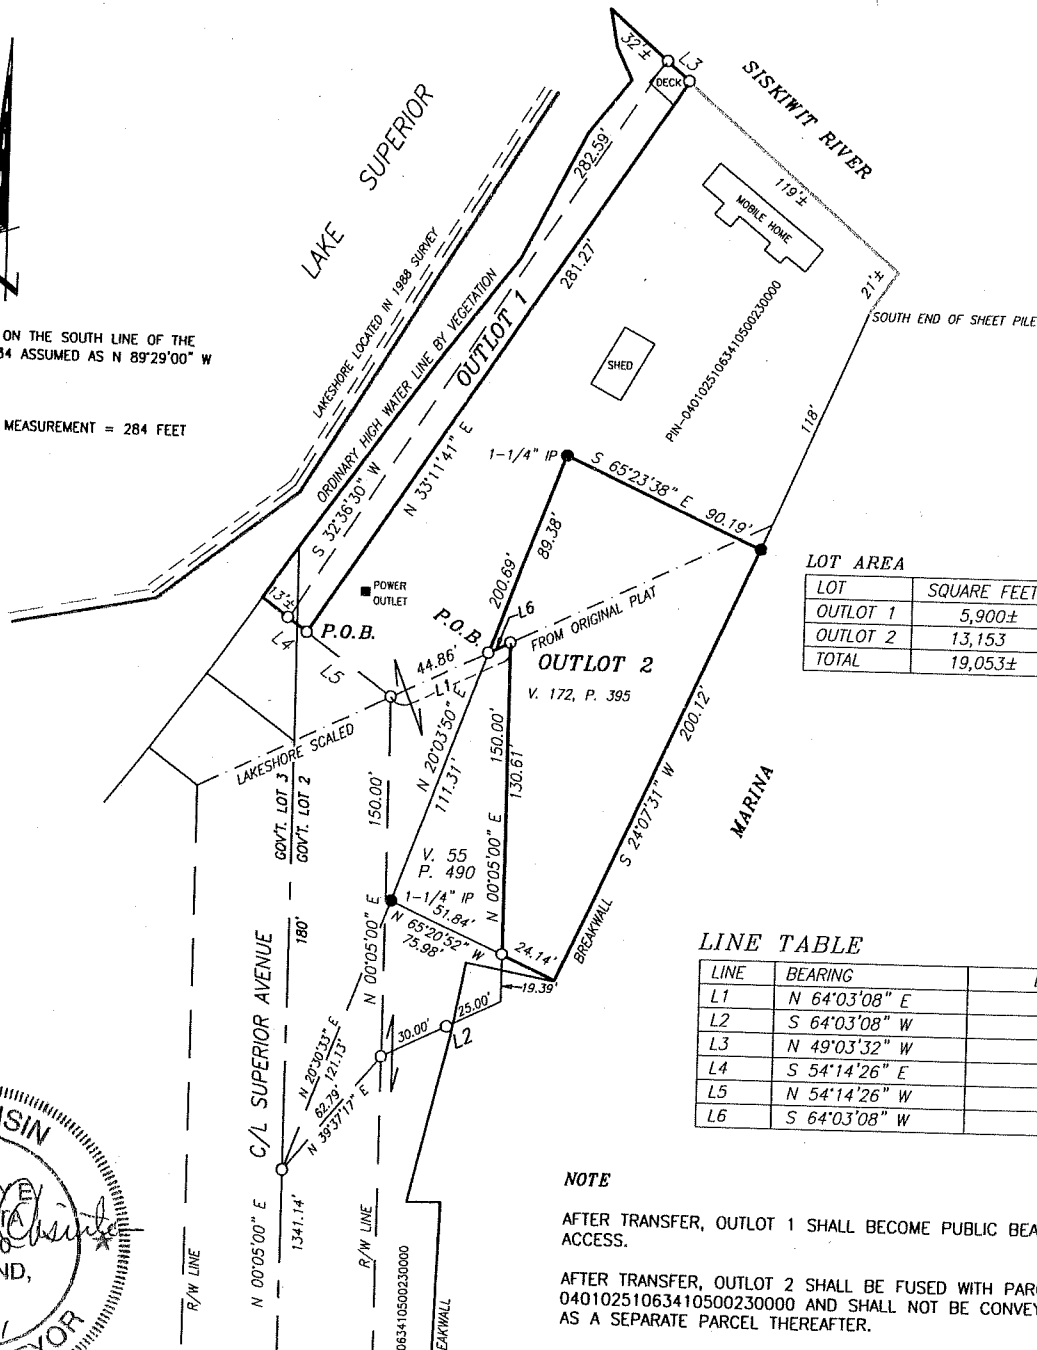 32'±
L3
DECK
SISKIWIT RIVER
LAKE SUPERIOR
119'±
MOBILE HOME
282.59'
281.27'
21'±
SOUTH END OF SHEET PILE
LAKESHORE LOCATED IN 1988 SURVEY
ORDINARY HIGH WATER LINE BY VEGETATION
OUTLOT 1
SHED
PIN-04010251063410500230000
118'
ON THE SOUTH LINE OF THE
34 ASSUMED AS N 89°29'00" W
MEASUREMENT = 284 FEET
S 32°36'30" W
N 33°11'41" E
1-1/4" IP
S 65°23'38" E
90.19'
89.38'
200.69'
13'±
POWER
OUTLET
P.O.B.
P.O.B.
L6
FROM ORIGINAL PLAT
L4
L5
44.86'
L1
OUTLOT 2
V. 172, P. 395
LOT AREA
LOT SQUARE FEET
OUTLOT 1 5,900±
OUTLOT 2 13,153
TOTAL 19,053±
LAKESHORE SCALED
N 20°03'50" E
111.31'
150.00'
130.61'
200.12'
S 24°07'31" W
MARINA
GOV'T. LOT 3
GOV'T. LOT 2
150.00'
V. 55
P. 490
N 00°05'00" E
1-1/4" IP
51.84'
N 65°20'52" W
75.98'
24.14'
19.39'
BREAKWALL
180'
N 00°05'00" E
25.00'
30.00'
L2
C/L SUPERIOR AVENUE
N 20°30'33" E
121.13'
62.79'
N 39°37'17" E
LINE TABLE
LINE BEARING
L1 N 64°03'08" E
L2 S 64°03'08" W
L3 N 49°03'32" W
L4 S 54°14'26" E
L5 N 54°14'26" W
L6 S 64°03'08" W
N 00°05'00" E
1341.14'
R/W LINE
R/W LINE
063410500230000
EAKWALL
SIN
ND,
YOR
NOTE
AFTER TRANSFER, OUTLOT 1 SHALL BECOME PUBLIC BEA
ACCESS.
AFTER TRANSFER, OUTLOT 2 SHALL BE FUSED WITH PAR
04010251063410500230000 AND SHALL NOT BE CONVEY
AS A SEPARATE PARCEL THEREAFTER.